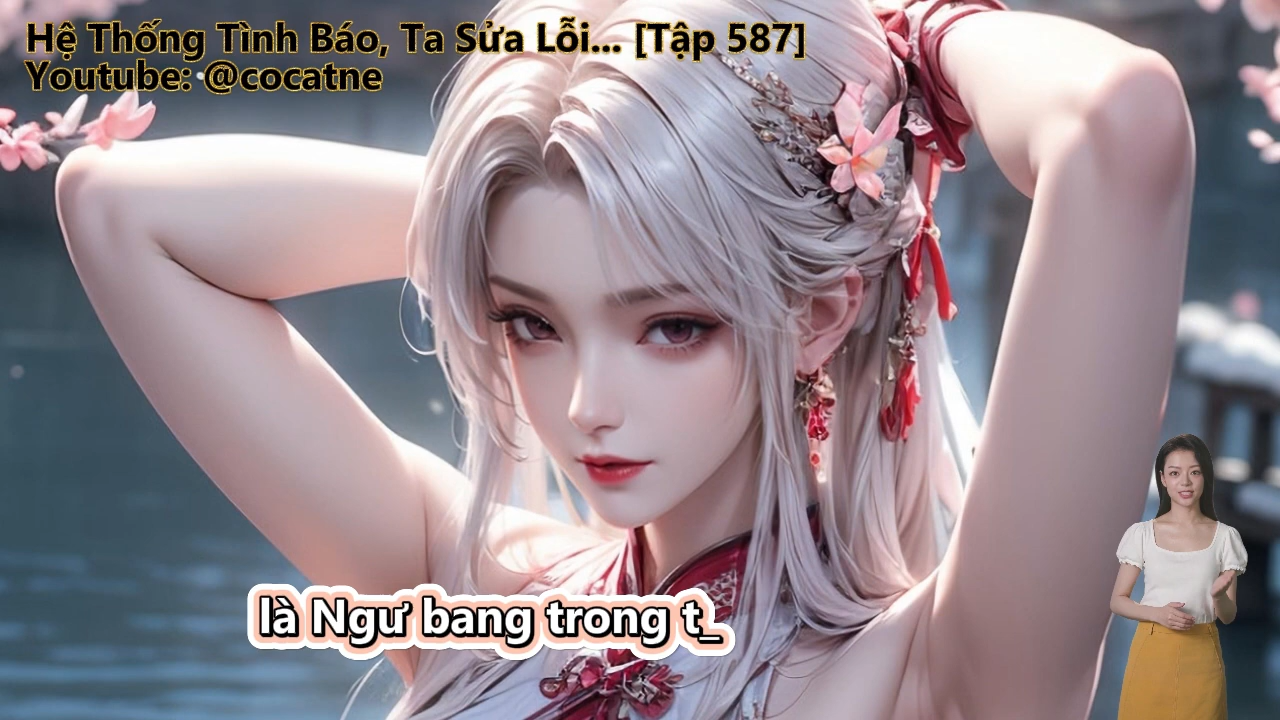 Hệ Thống Tình Báo, Ta Sửa Lỗi... [Tập 587]
Youtube: @cocatne
là Ngư bang trong t_